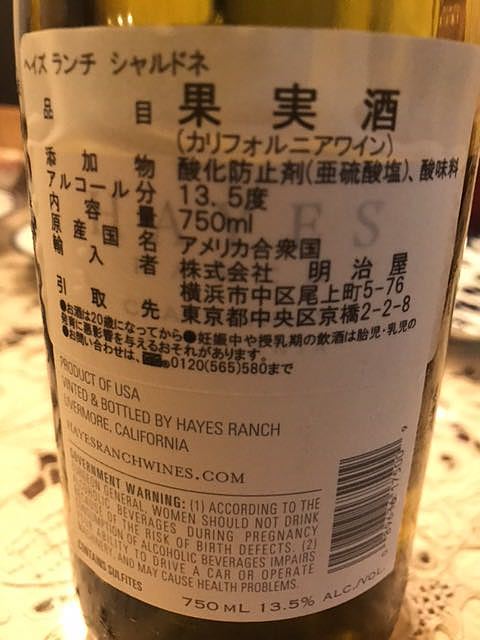 ヘイズ ランチ シャルドネ
品目 果実酒
(カリフォルニアワイン)
添加物 酸化防止剤(亜硫酸塩)、酸味料
アルコール分 13.5度
内容量 750ml
原産国名 アメリカ合衆国
輸入者 株式会社 明治屋
横浜市中区尾上町5-76
引取先 東京都中央区京橋2-2-8
●お酒は20歳になってから●妊娠中や授乳期の飲酒は胎児・乳児の
発育に悪影響を与えるおそれがあります。
●お問い合わせは、0120(565)580まで
PRODUCT OF USA
VINTED & BOTTLED BY HAYES RANCH
LIVERMORE, CALIFORNIA
HAYESRANCHWINES.COM
GOVERNMENT WARNING: (1) ACCORDING TO THE
SURGEON GENERAL, WOMEN SHOULD NOT DRINK
ALCOHOLIC BEVERAGES DURING PREGNANCY
BECAUSE OF THE RISK OF BIRTH DEFECTS. (2)
CONSUMPTION OF ALCOHOLIC BEVERAGES IMPAIRS
YOUR ABILITY TO DRIVE A CAR OR OPERATE
MACHINERY, AND MAY CAUSE HEALTH PROBLEMS.
CONTAINS SULFITES
750 ML 13.5% ALC./VOL.